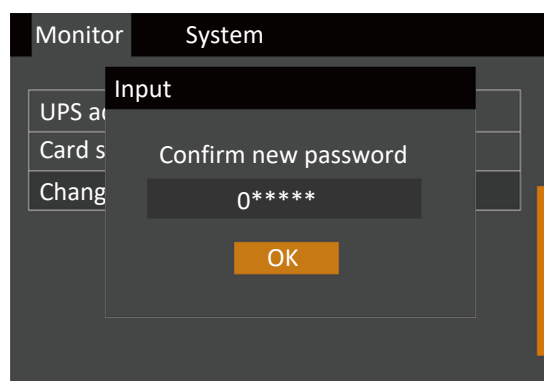 Monitor System
Input
UPS
Card
Confirm new password
Chang
0*****
OK